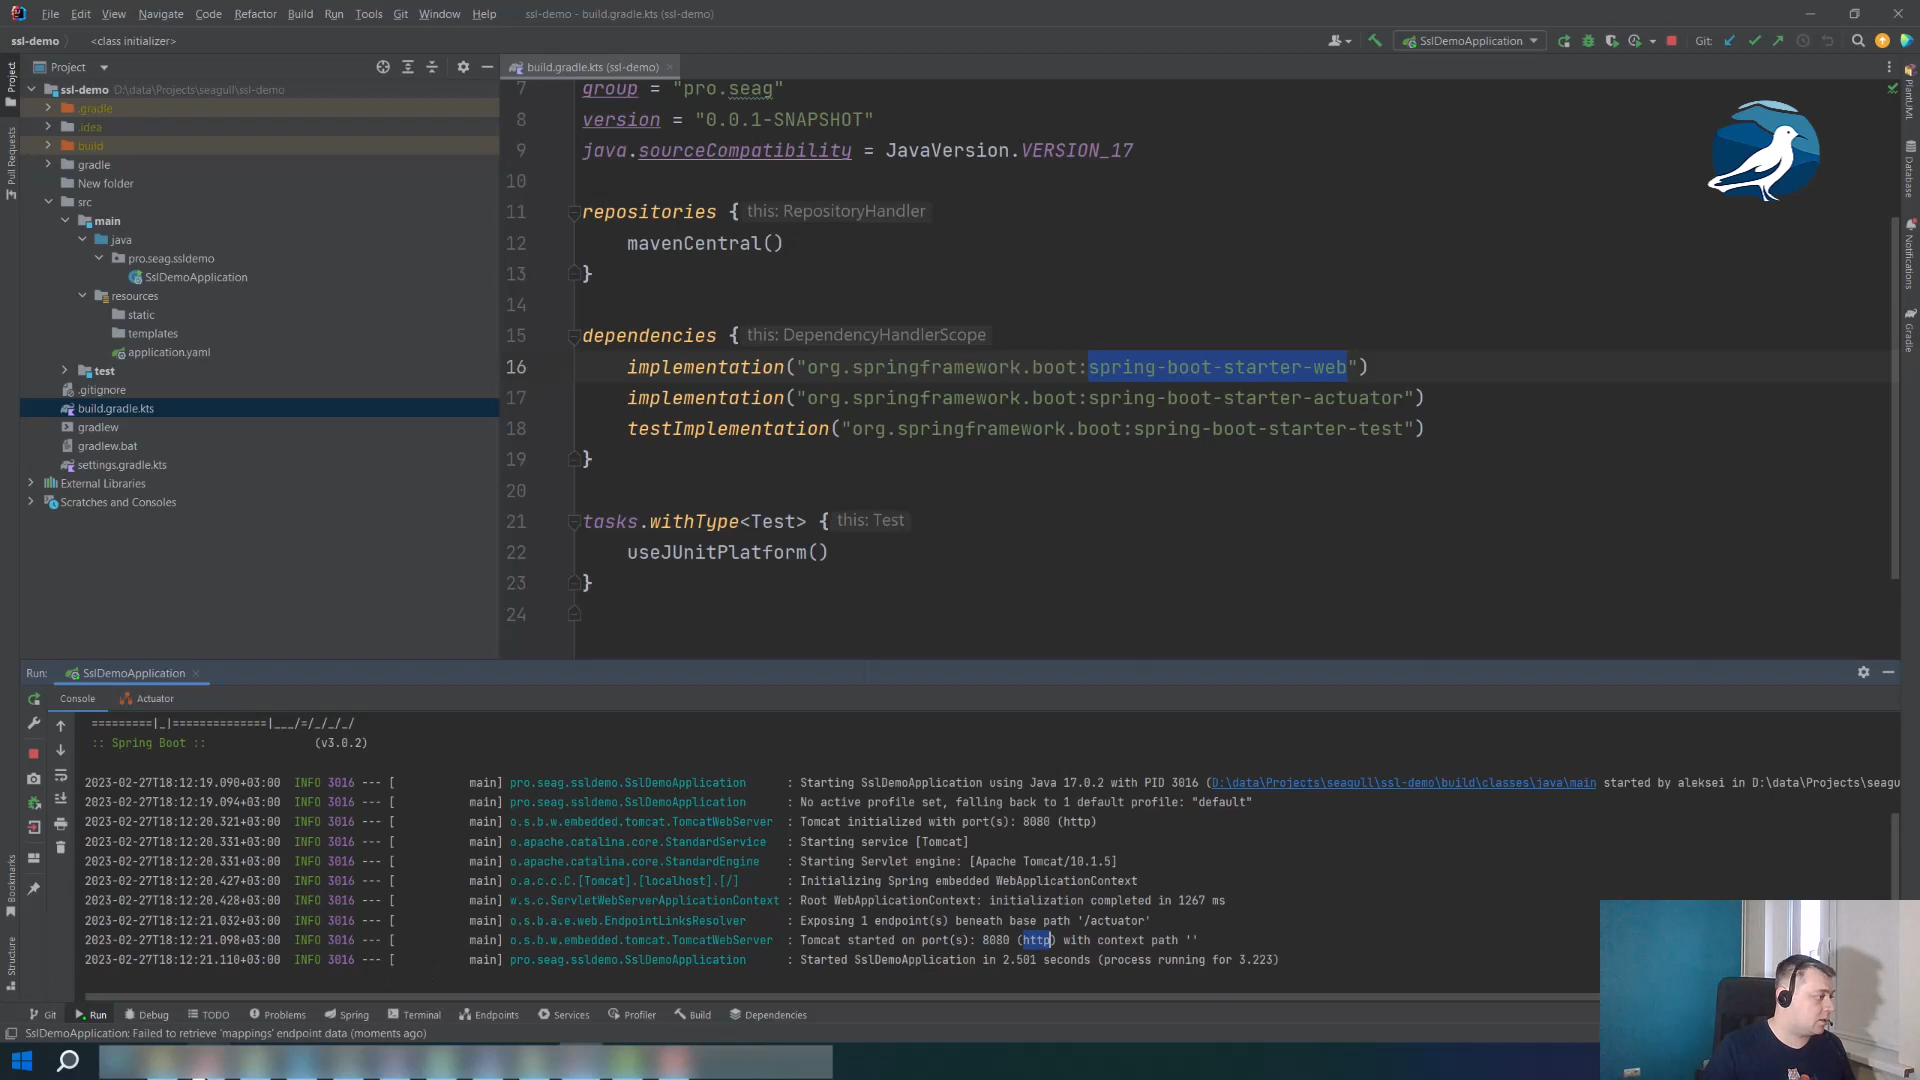 File Edit View Navigate Code Refactor Build Run Tools Git Window Help ssl-demo - build.gradle.kts (ssl-demo)
ssl-demo <class initializer> SslDemoApplication Git:
Project
build.gradle.kts (ssl-demo)
ssl-demo D:\data\Projects\seagull\ssl-demo
.gradle
.idea
build
gradle
New folder
src
main
java
pro.seag.ssldemo
SslDemoApplication
resources
static
templates
application.yaml
test
.gitignore
build.gradle.kts
gradlew
gradlew.bat
settings.gradle.kts
External Libraries
Scratches and Consoles
Project
Pull Requests
Bookmarks
Structure
7 group = "pro.seag"
8 version = "0.0.1-SNAPSHOT"
9 java.sourceCompatibility = JavaVersion.VERSION_17
10
11 repositories { this: RepositoryHandler
12 mavenCentral()
13 }
14
15 dependencies { this: DependencyHandlerScope
16 implementation("org.springframework.boot:spring-boot-starter-web")
17 implementation("org.springframework.boot:spring-boot-starter-actuator")
18 testImplementation("org.springframework.boot:spring-boot-starter-test")
19 }
20
21 tasks.withType<Test> { this: Test
22 useJUnitPlatform()
23 }
24
PlantUML
Database
Notifications
Gradle
Run: SslDemoApplication
Console Actuator
=========|_|==============|___/=/_/_/_/
:: Spring Boot :: (v3.0.2)
2023-02-27T18:12:19.090+03:00 INFO 3016 --- [ main] pro.seag.ssldemo.SslDemoApplication : Starting SslDemoApplication using Java 17.0.2 with PID 3016 (D:\data\Projects\seagull\ssl-demo\build\classes\java\main started by aleksei in D:\data\Projects\seagu
2023-02-27T18:12:19.094+03:00 INFO 3016 --- [ main] pro.seag.ssldemo.SslDemoApplication : No active profile set, falling back to 1 default profile: "default"
2023-02-27T18:12:20.321+03:00 INFO 3016 --- [ main] o.s.b.w.embedded.tomcat.TomcatWebServer : Tomcat initialized with port(s): 8080 (http)
2023-02-27T18:12:20.331+03:00 INFO 3016 --- [ main] o.apache.catalina.core.StandardService : Starting service [Tomcat]
2023-02-27T18:12:20.331+03:00 INFO 3016 --- [ main] o.apache.catalina.core.StandardEngine : Starting Servlet engine: [Apache Tomcat/10.1.5]
2023-02-27T18:12:20.427+03:00 INFO 3016 --- [ main] o.a.c.c.C.[Tomcat].[localhost].[/] : Initializing Spring embedded WebApplicationContext
2023-02-27T18:12:20.428+03:00 INFO 3016 --- [ main] w.s.c.ServletWebServerApplicationContext : Root WebApplicationContext: initialization completed in 1267 ms
2023-02-27T18:12:21.032+03:00 INFO 3016 --- [ main] o.s.b.a.e.web.EndpointLinksResolver : Exposing 1 endpoint(s) beneath base path '/actuator'
2023-02-27T18:12:21.098+03:00 INFO 3016 --- [ main] o.s.b.w.embedded.tomcat.TomcatWebServer : Tomcat started on port(s): 8080 (http) with context path ''
2023-02-27T18:12:21.110+03:00 INFO 3016 --- [ main] pro.seag.ssldemo.SslDemoApplication : Started SslDemoApplication in 2.501 seconds (process running for 3.223)
Git Run Debug TODO Problems Spring Terminal Endpoints Services Profiler Build Dependencies
SslDemoApplication: Failed to retrieve 'mappings' endpoint data (moments ago)